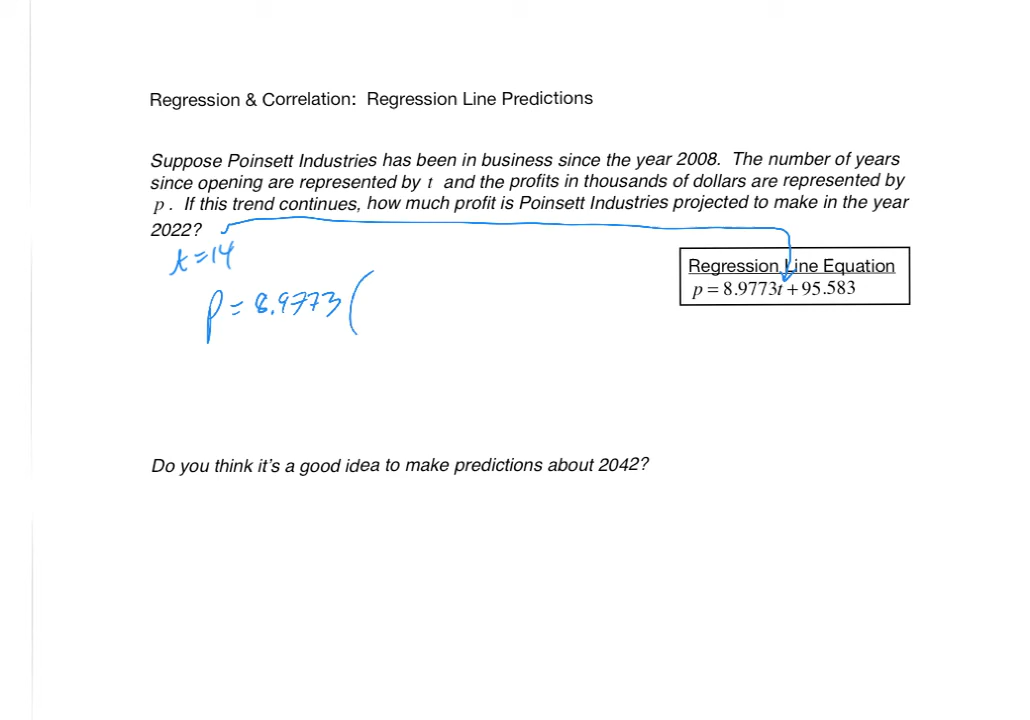 Regression & Correlation:  Regression Line Predictions
Suppose Poinsett Industries has been in business since the year 2008.  The number of years
since opening are represented by t and the profits in thousands of dollars are represented by
p.  If this trend continues, how much profit is Poinsett Industries projected to make in the year
2022?
t=14
Regression Line Equation
p = 8.9773t + 95.583
p = 8.9773(
Do you think it's a good idea to make predictions about 2042?